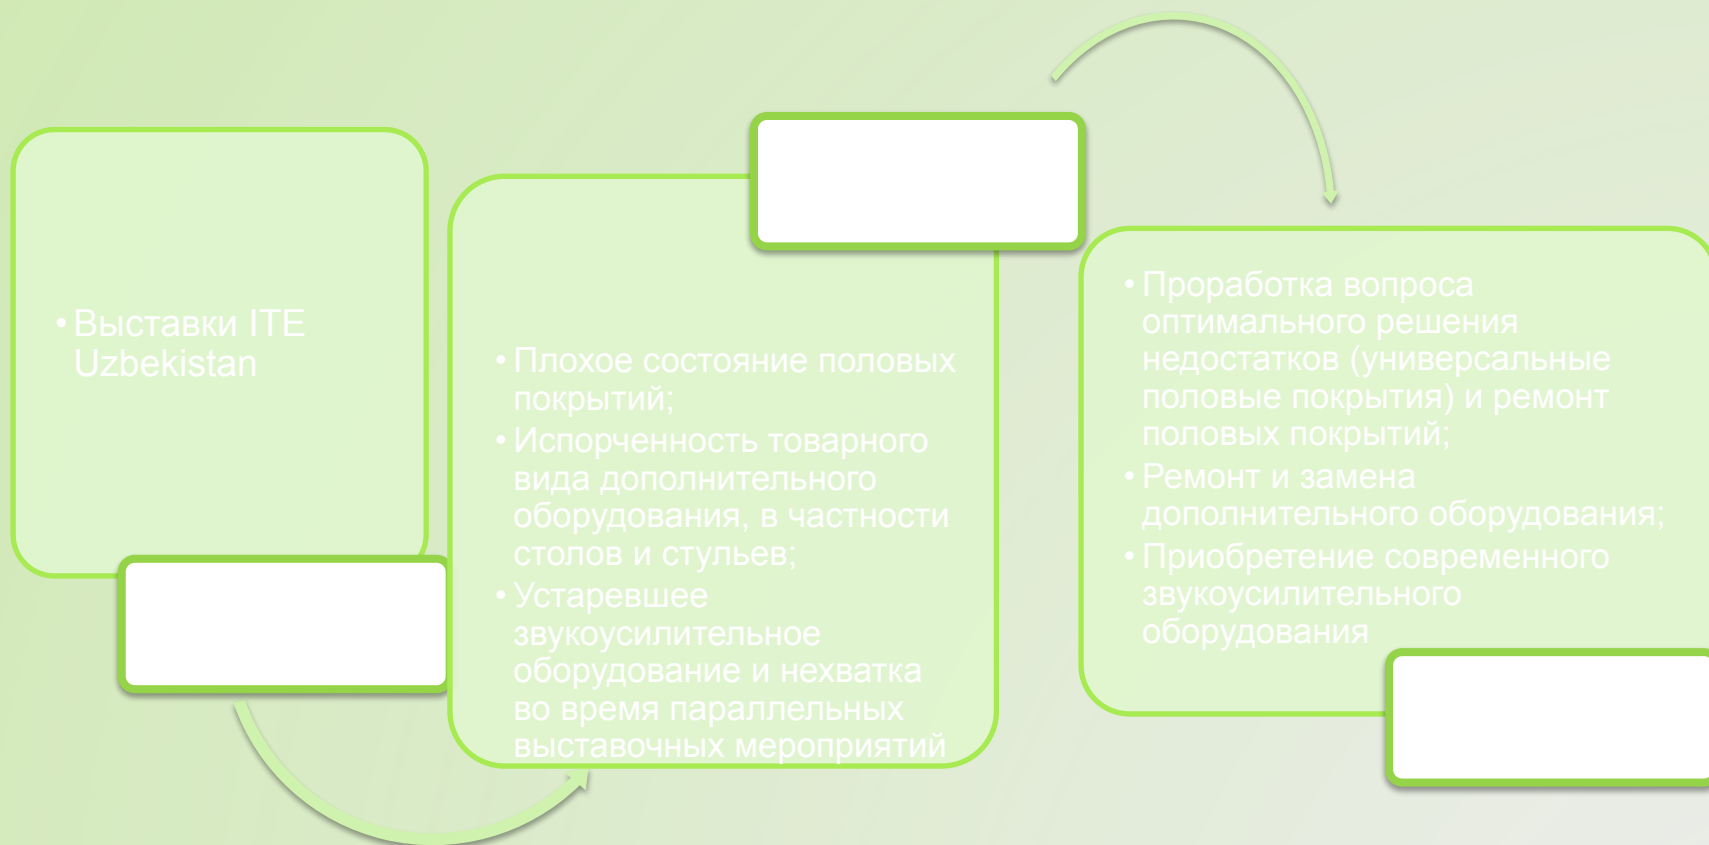 • Выставки ITE
Uzbekistan
• Плохое состояние половых
покрытий;
• Испорченность товарного
вида дополнительного
оборудования, в частности
столов и стульев;
• Устаревшее
звукоусилительное
оборудование и нехватка
во время параллельных
выставочных мероприятий
• Проработка вопроса
оптимального решения
недостатков (универсальные
половые покрытия) и ремонт
половых покрытий;
• Ремонт и замена
дополнительного оборудования;
• Приобретение современного
звукоусилительного
оборудования